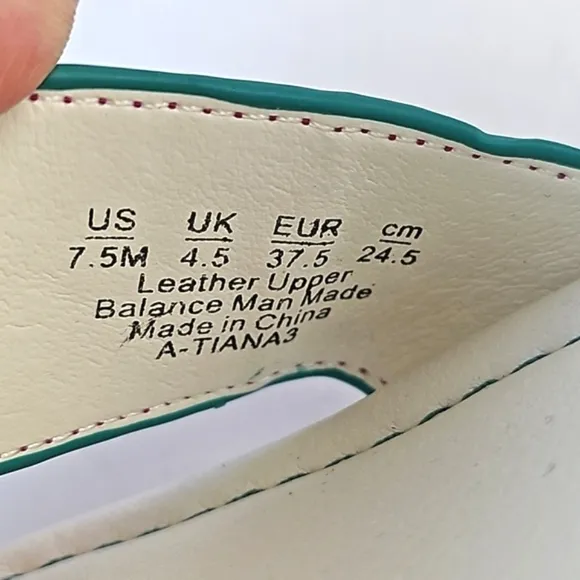 US UK EUR cm
7.5M 4.5 37.5 24.5
Leather Upper
Balance Man Made
Made in China
A-TIANA3